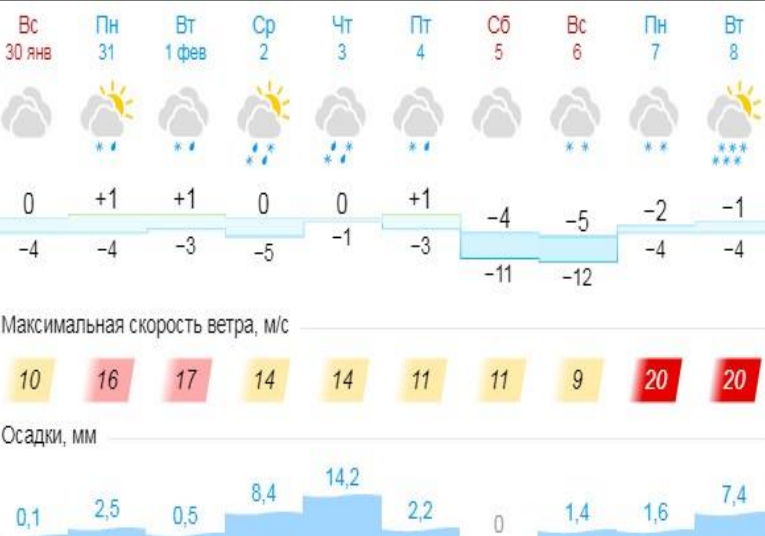 Вс Пн Вт Ср Чт Пт Сб Вс Пн Вт
30 янв 31 1 фев 2 3 4 5 6 7 8
0 +1 +1 0 0 +1 −4 −5 −2 −1
−4 −4 −3 −5 −1 −3 −11 −12 −4 −4
Максимальная скорость ветра, м/с
10 16 17 14 14 11 11 9 20 20
Осадки, мм
0,1 2,5 0,5 8,4 14,2 2,2 0 1,4 1,6 7,4